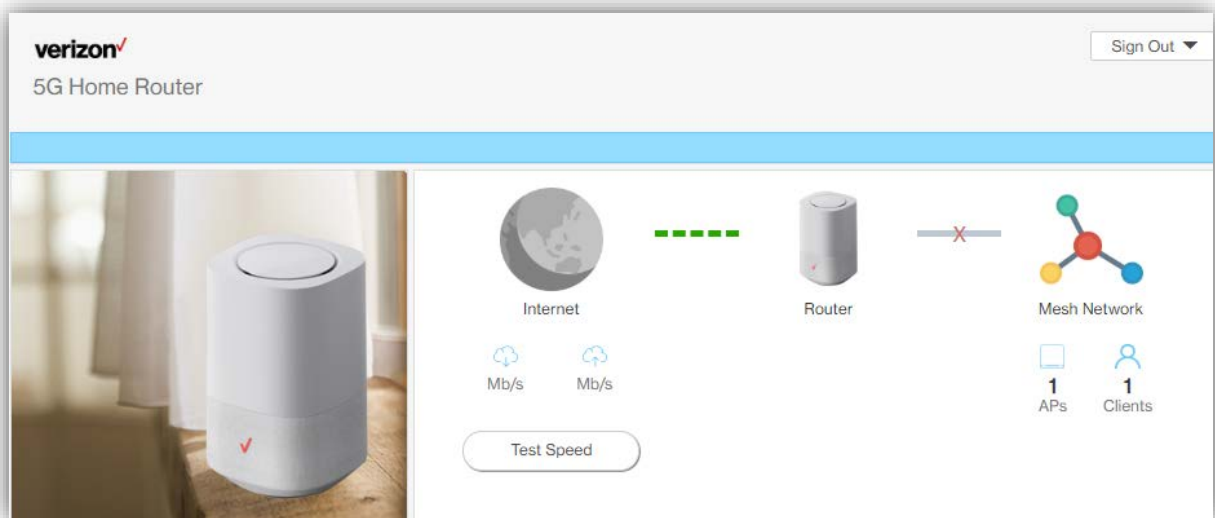 verizon✓
Sign Out ▼
5G Home Router
X
Internet
Router
Mesh Network
Mb/s Mb/s
1 1
APs Clients
Test Speed